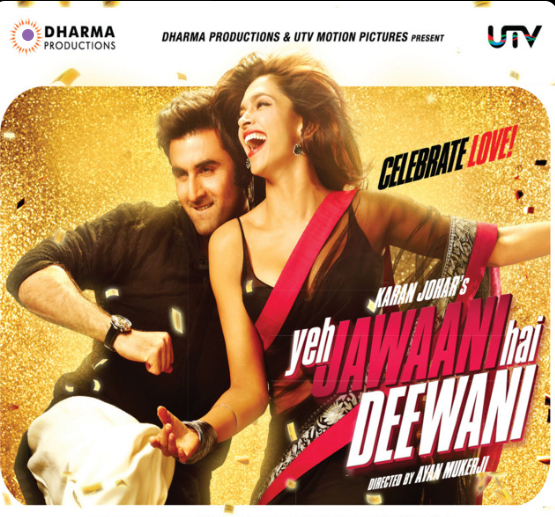 DHARMA
PRODUCTIONS
DHARMA PRODUCTIONS & UTV MOTION PICTURES PRESENT
UTV
CELEBRATE LOVE!
KARAN JOHAR'S
yeh JAWAANI hai
DEEWANI
DIRECTED BY AYAN MUKERJI